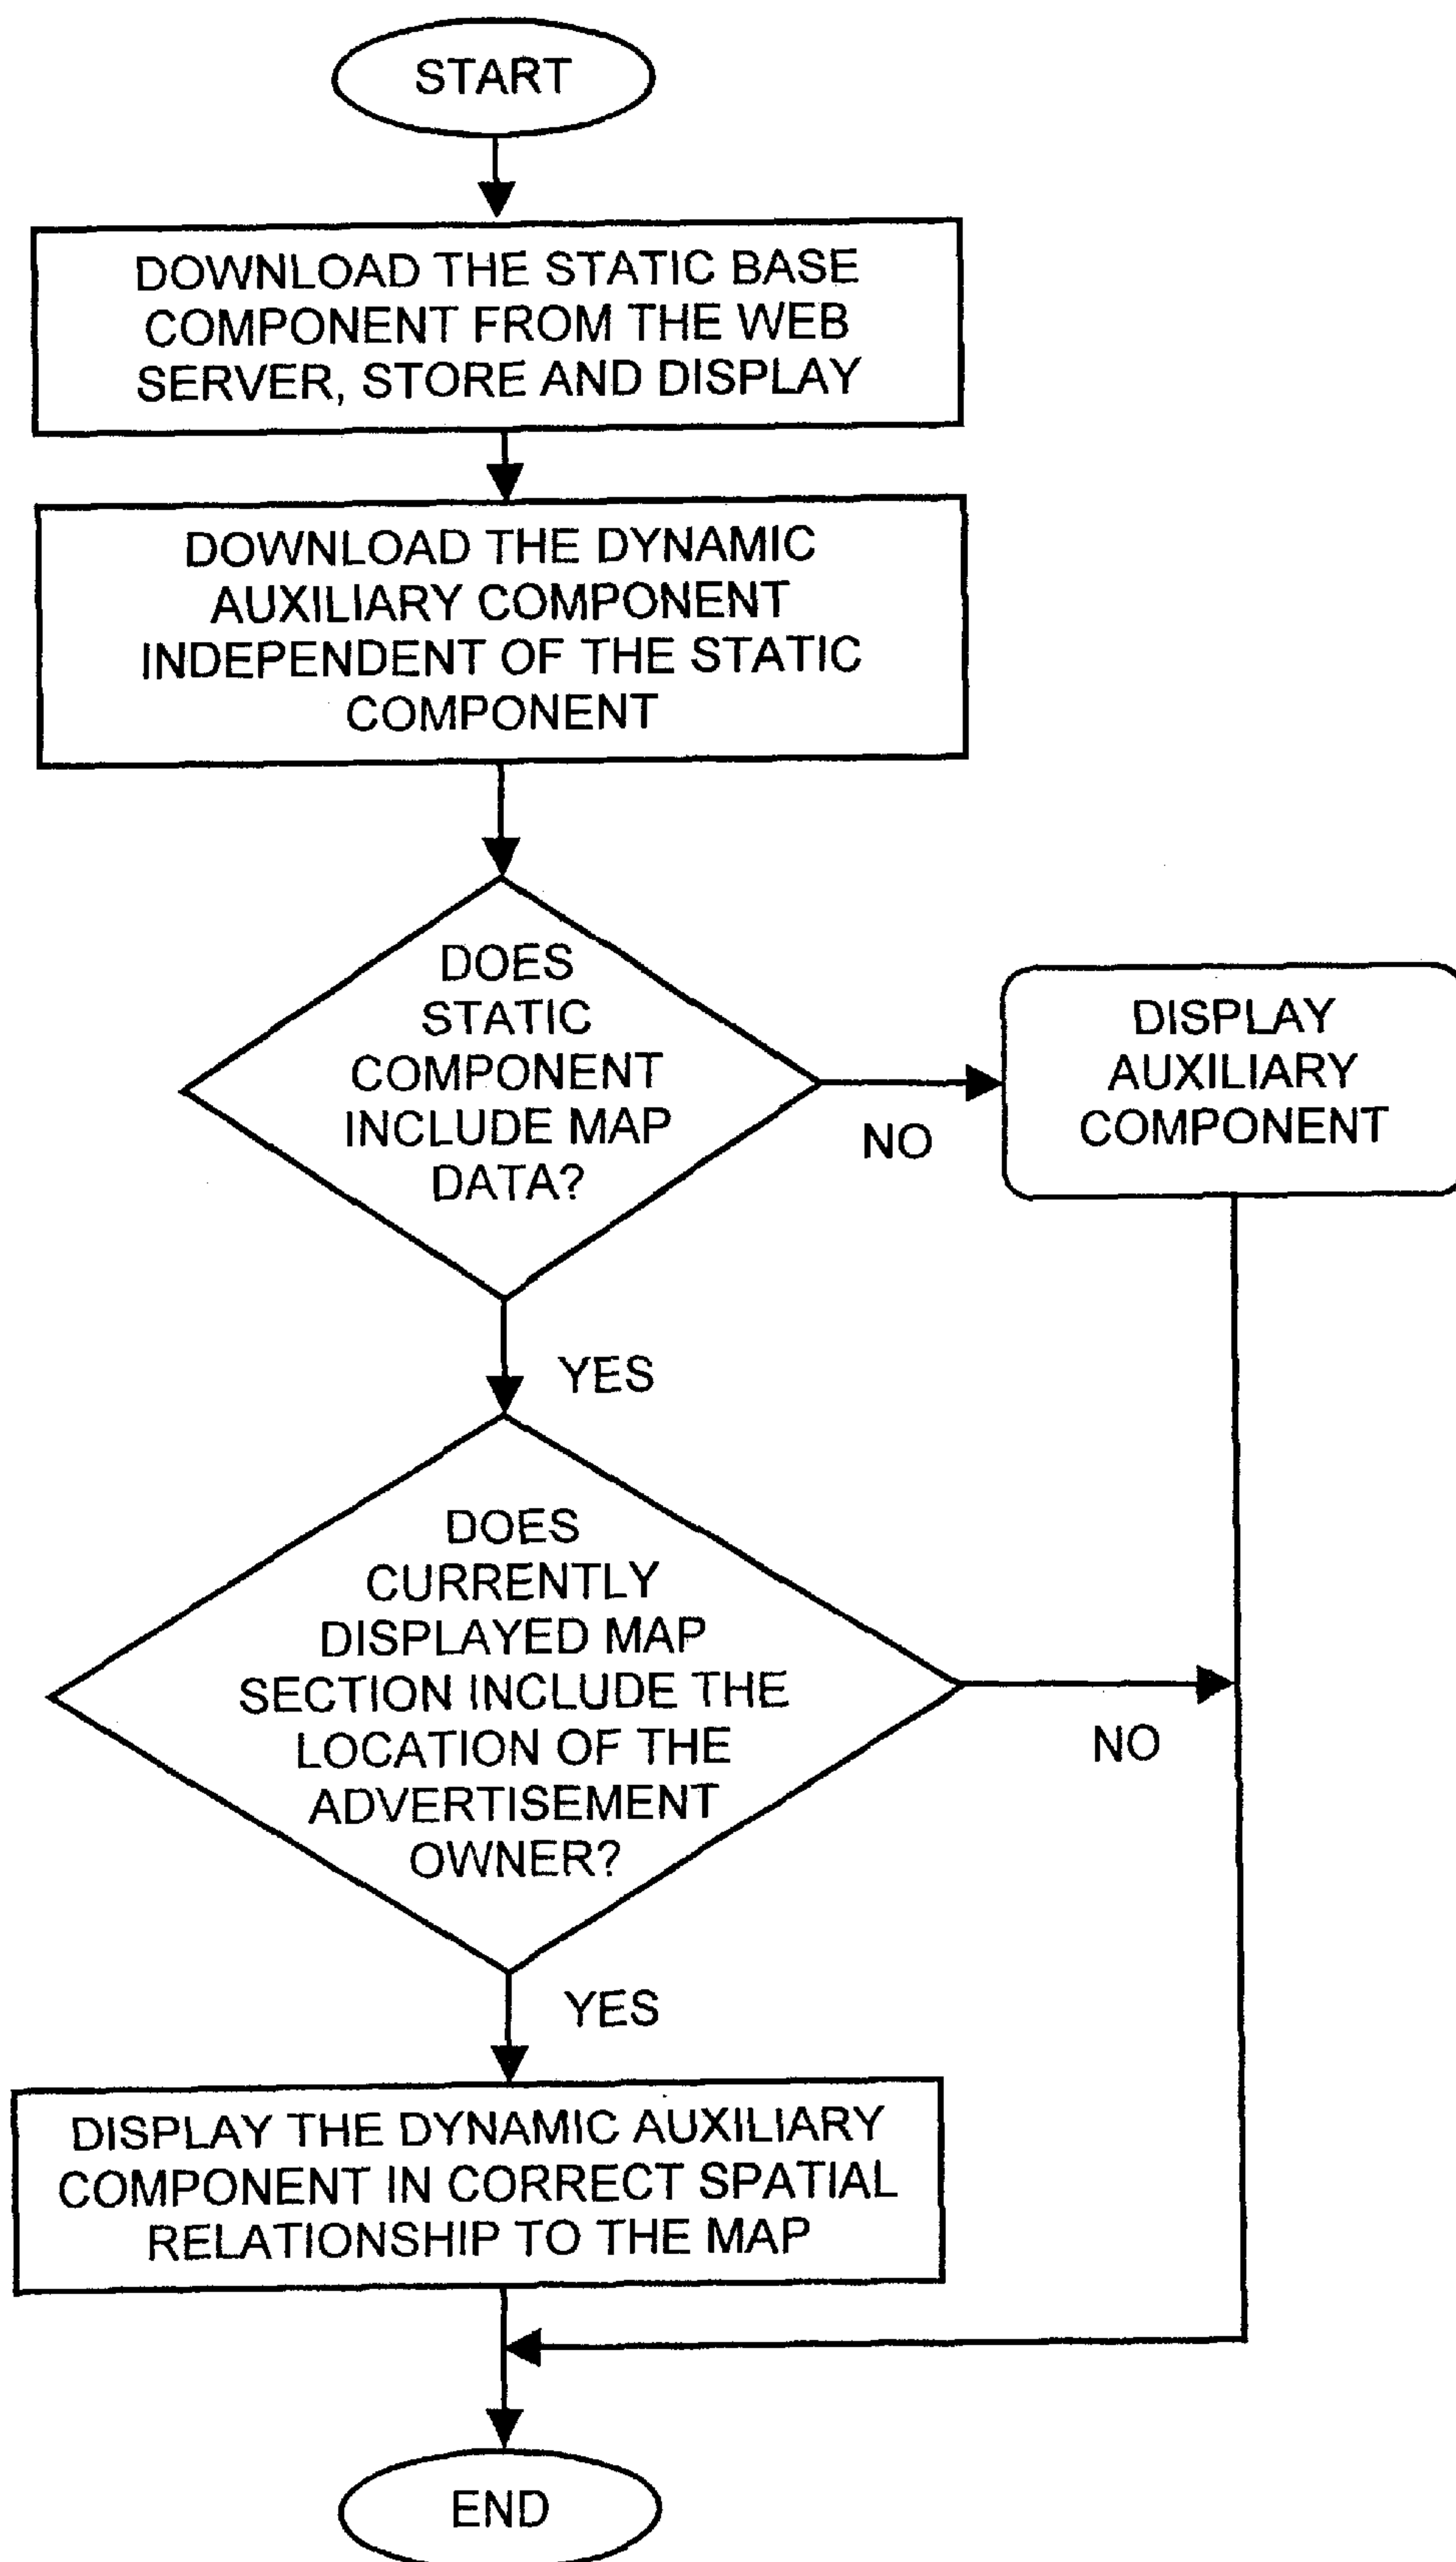 START
DOWNLOAD THE STATIC BASE
COMPONENT FROM THE WEB
SERVER, STORE AND DISPLAY
DOWNLOAD THE DYNAMIC
AUXILIARY COMPONENT
INDEPENDENT OF THE STATIC
COMPONENT
DOES
STATIC
COMPONENT
INCLUDE MAP
DATA?
NO
DISPLAY
AUXILIARY
COMPONENT
YES
DOES
CURRENTLY
DISPLAYED MAP
SECTION INCLUDE THE
LOCATION OF THE
ADVERTISEMENT
OWNER?
NO
YES
DISPLAY THE DYNAMIC AUXILIARY
COMPONENT IN CORRECT SPATIAL
RELATIONSHIP TO THE MAP
END